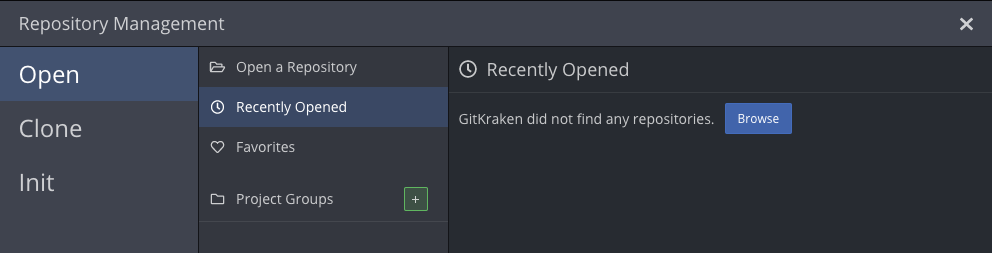 Repository Management
Open
Clone
Init
Open a Repository
Recently Opened
Favorites
Project Groups
+
Recently Opened
GitKraken did not find any repositories. Browse